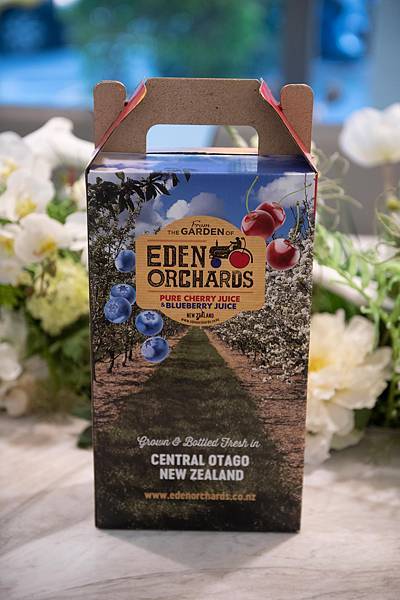 From
THE GARDEN OF
EDEN
ORCHARDS
PURE CHERRY JUICE
& BLUEBERRY JUICE
NEW ZEALAND
Grown & Bottled Fresh in
CENTRAL OTAGO
NEW ZEALAND
www.edenorchards.co.nz